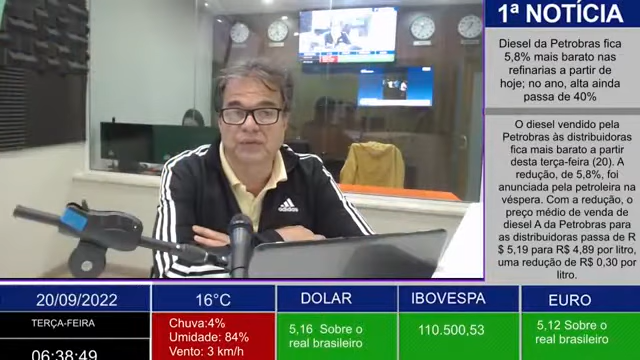 1ª NOTÍCIA
Diesel da Petrobras fica
5,8% mais barato nas
refinarias a partir de
hoje; no ano, alta ainda
passa de 40%
O diesel vendido pela
Petrobras às distribuidoras
fica mais barato a partir
desta terça-feira (20). A
redução, de 5,8%, foi
anunciada pela petroleira na
véspera. Com a redução, o
preço médio de venda de
diesel A da Petrobras para
as distribuidoras passa de R
$ 5,19 para R$ 4,89 por litro,
uma redução de R$ 0,30 por
litro.
adidas
20/09/2022
TERÇA-FEIRA
06:38:49
16°C
Chuva:4%
Umidade: 84%
Vento: 3 km/h
DOLAR
5,16 Sobre o
real brasileiro
IBOVESPA
110.500,53
EURO
5,12 Sobre o
real brasileiro